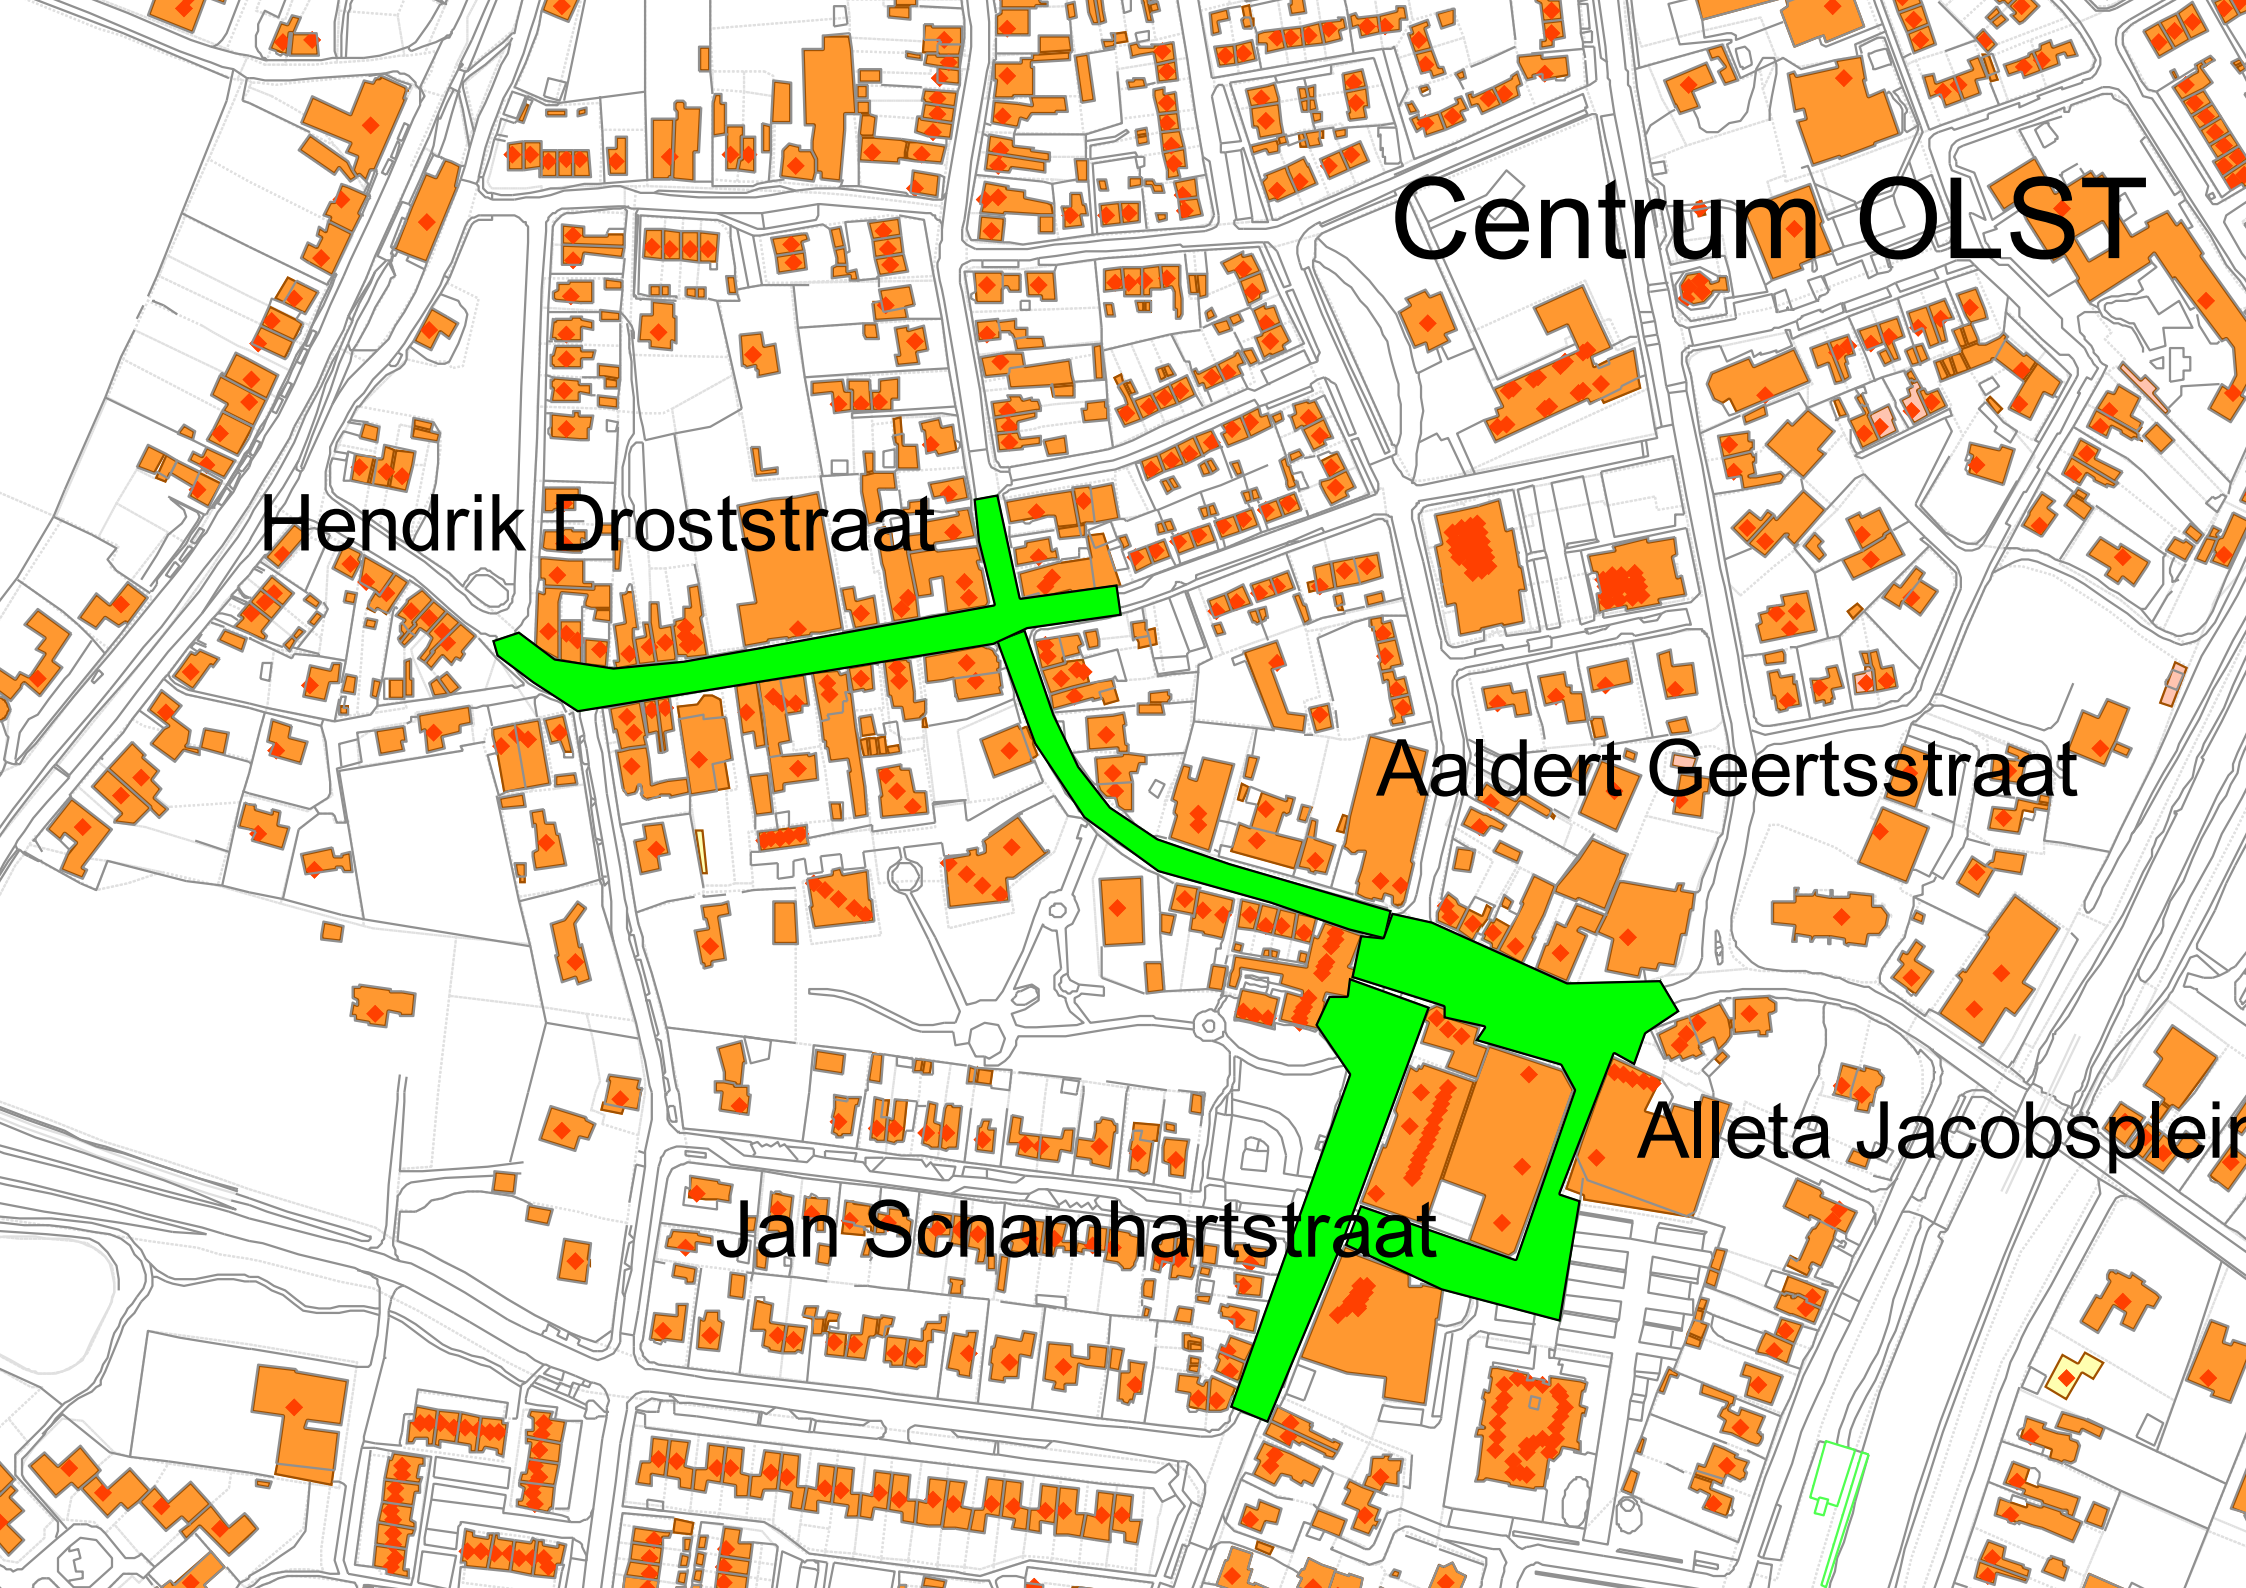 Centrum OLST
Hendrik Droststraat
Aaldert Geertsstraat
Alleta Jacobsplein
Jan Schamhartstraat